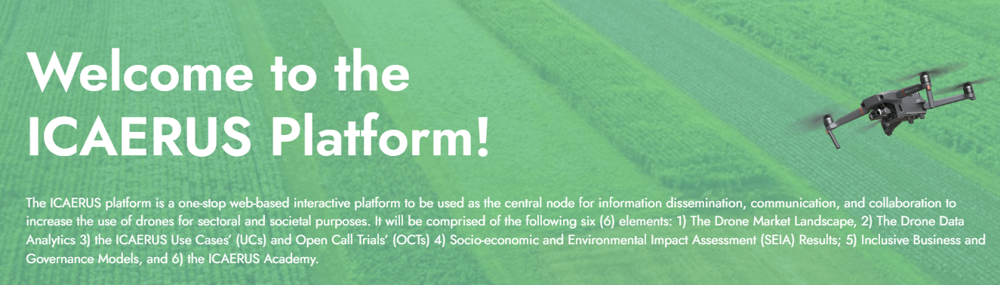 Welcome to the
ICAERUS Platform!
The ICAERUS platform is a one-stop web-based interactive platform to be used as the central node for information dissemination, communication, and collaboration to
increase the use of drones for sectoral and societal purposes. It will be comprised of the following six (6) elements: 1) The Drone Market Landscape, 2) The Drone Data
Analytics 3) the ICAERUS Use Cases’ (UCs) and Open Call Trials’ (OCTs) 4) Socio-economic and Environmental Impact Assessment (SEIA) Results; 5) Inclusive Business and
Governance Models, and 6) the ICAERUS Academy.